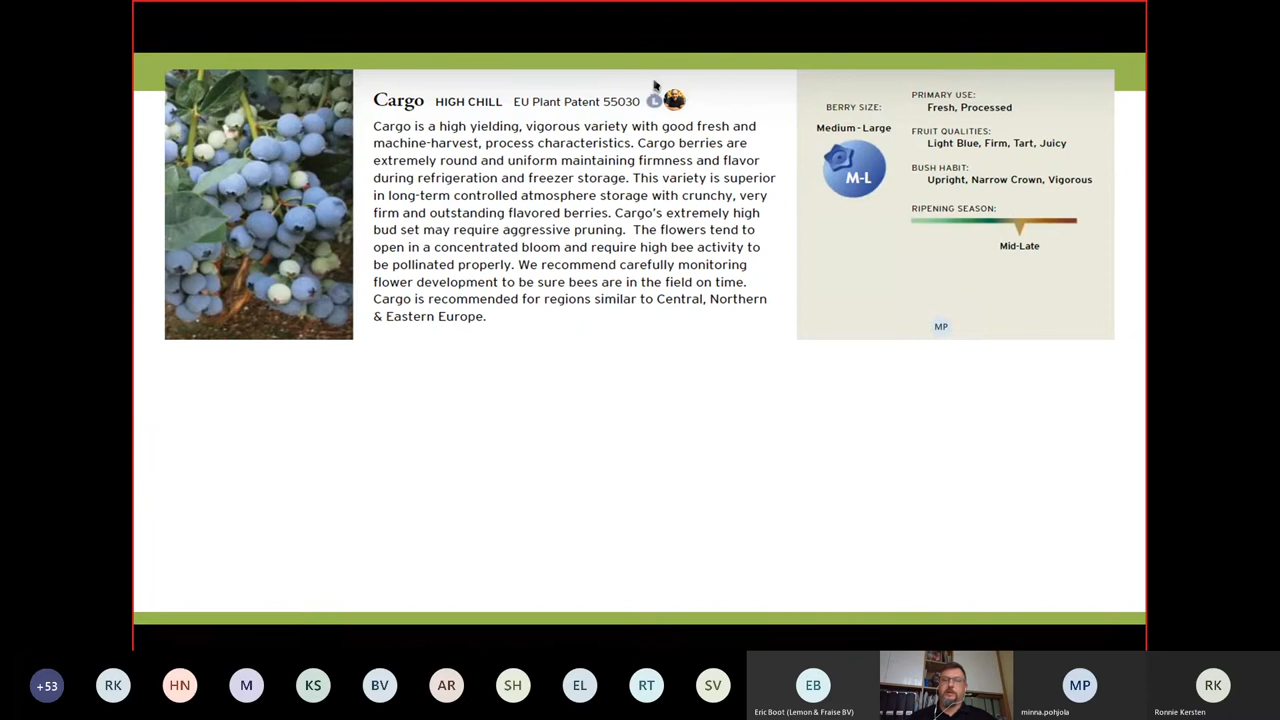 Cargo HIGH CHILL EU Plant Patent 55030 L
Cargo is a high yielding, vigorous variety with good fresh and
machine-harvest, process characteristics. Cargo berries are
extremely round and uniform maintaining firmness and flavor
during refrigeration and freezer storage. This variety is superior
in long-term controlled atmosphere storage with crunchy, very
firm and outstanding flavored berries. Cargo's extremely high
bud set may require aggressive pruning. The flowers tend to
open in a concentrated bloom and require high bee activity to
be pollinated properly. We recommend carefully monitoring
flower development to be sure bees are in the field on time.
Cargo is recommended for regions similar to Central, Northern
& Eastern Europe.
BERRY SIZE:
Medium - Large
M-L
PRIMARY USE:
Fresh, Processed
FRUIT QUALITIES:
Light Blue, Firm, Tart, Juicy
BUSH HABIT:
Upright, Narrow Crown, Vigorous
RIPENING SEASON:
Mid-Late
MP
+53 RK HN M KS BV AR SH EL RT SV EB MP RK
Eric Boot (Lemon & Fraise BV) minna.pohjola Ronnie Kersten